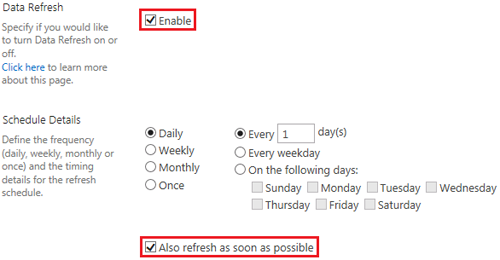 Data Refresh
Enable
Specify if you would like
to turn Data Refresh on or
off.
Click here to learn more
about this page.
Schedule Details
Define the frequency
(daily, weekly, monthly or
once) and the timing
details for the refresh
schedule.
Daily
Weekly
Monthly
Once
Every 1 day(s)
Every weekday
On the following days:
Sunday Monday Tuesday Wednesday
Thursday Friday Saturday
Also refresh as soon as possible